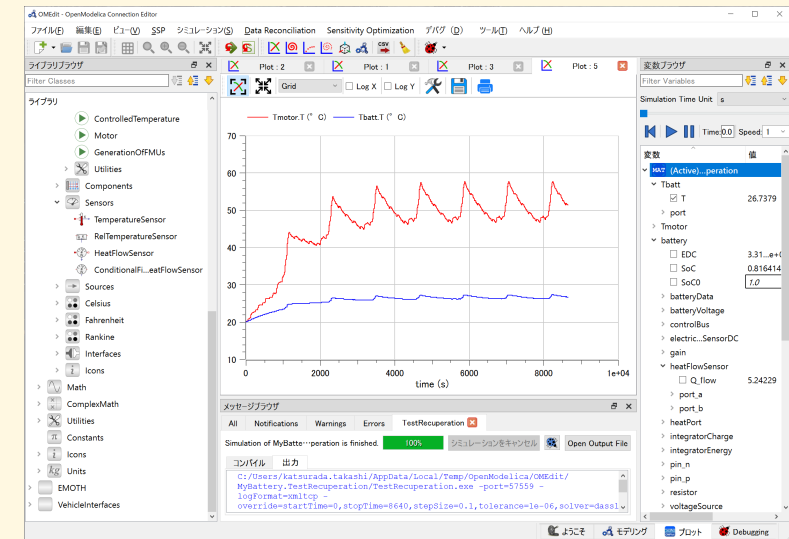 OMEdit - OpenModelica Connection Editor
ファイル(F) 編集(E) ビュー(V) SSP シミュレーション(S) Data Reconciliation Sensitivity Optimization デバグ (D) ツール(T) ヘルプ(H)
CSV
ライブラリブラウザ
Filter Classes
ライブラリ
ControlledTemperature
Motor
GenerationOfFMUs
Utilities
Components
Sensors
TemperatureSensor
RelTemperatureSensor
HeatFlowSensor
ConditionalFi...eatFlowSensor
Sources
Celsius
Fahrenheit
Rankine
Interfaces
Icons
Math
ComplexMath
Utilities
Constants
Icons
Units
EMOTH
VehicleInterfaces
Plot : 2 Plot : 1 Plot : 3 Plot : 5
Grid Log X Log Y
Tmotor.T (° C) Tbatt.T (° C)
70
60
50
40
30
20
10
0 2000 4000 6000 8000 1e+04
time (s)
メッセージブラウザ
All Notifications Warnings Errors TestRecuperation
Simulation of MyBatte…peration is finished. 100% シミュレーションをキャンセル Open Output File
コンパイル 出力
C:/Users/katsurada.takashi/AppData/Local/Temp/OpenModelica/OMEdit/
MyBattery.TestRecuperation/TestRecuperation.exe -port=57559 -
logFormat=xmltcp -
override=startTime=0,stopTime=8640,stepSize=0.1,tolerance=1e-06,solver=dassl
変数ブラウザ
Filter Variables
Simulation Time Unit s
Time: 0.0 Speed: 1
変数 値
MAT (Active)...peration
Tbatt
T 26.7379
port
Tmotor
battery
EDC 3.31...e+0
SoC 0.816414
SoC0 1.0
batteryData
batteryVoltage
controlBus
electric...SensorDC
gain
heatFlowSensor
Q_flow 5.24229
port_a
port_b
heatPort
integratorCharge
integratorEnergy
pin_n
pin_p
resistor
voltageSource
ようこそ モデリング プロット Debugging